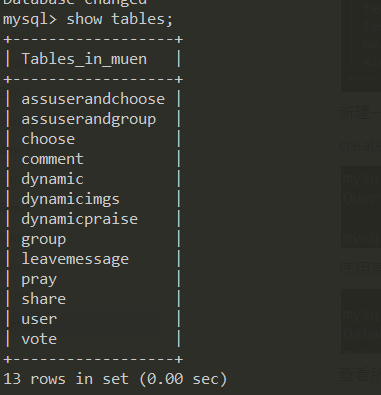 Database changed
mysql> show tables;
+------------------+
| Tables_in_muen   |
+------------------+
| assuserandchoose |
| assuserandgroup  |
| choose           |
| comment          |
| dynamic          |
| dynamicimgs      |
| dynamicpraise    |
| group            |
| leavemessage     |
| pray             |
| share            |
| user             |
| vote             |
+------------------+
13 rows in set (0.00 sec)